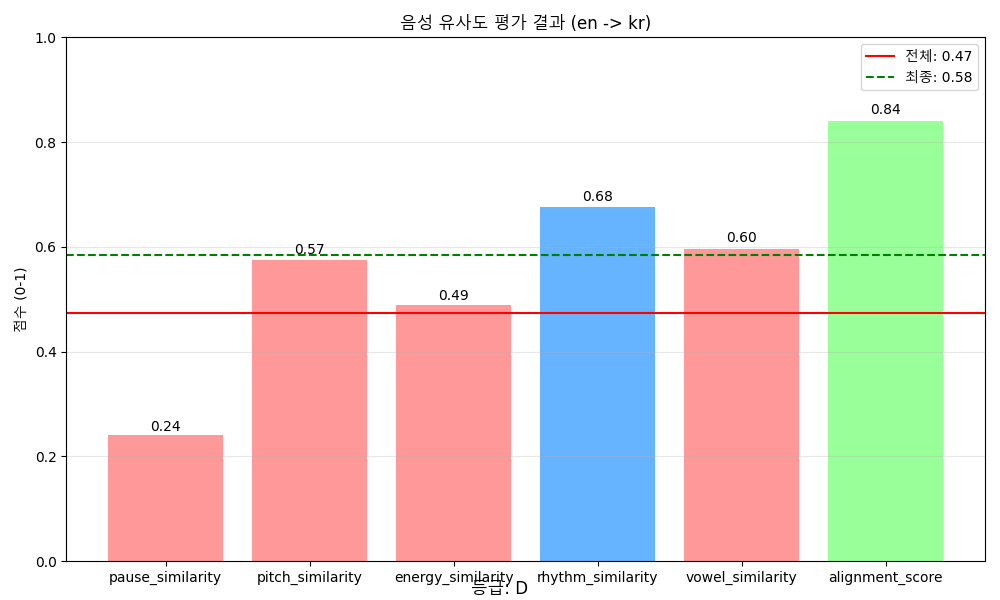 음성 유사도 평가 결과 (en -> kr)
전체: 0.47
최종: 0.58
점수 (0-1)
1.0
0.8
0.6
0.4
0.2
0.0
0.24
0.57
0.49
0.68
0.60
0.84
pause_similarity
pitch_similarity
energy_similarity
rhythm_similarity
vowel_similarity
alignment_score
등급: D